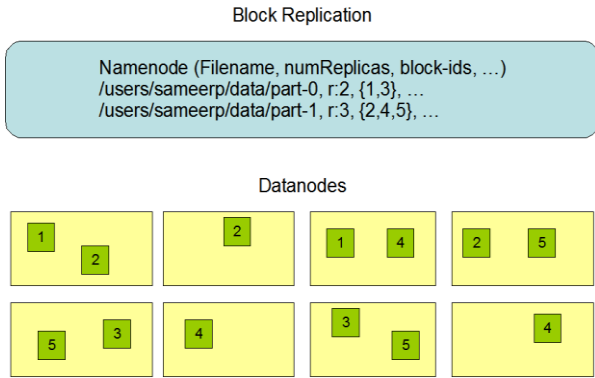 Block Replication
Namenode (Filename, numReplicas, block-ids, …)
/users/sameerp/data/part-0, r:2, {1,3}, …
/users/sameerp/data/part-1, r:3, {2,4,5}, …
Datanodes
1
2
2
1 4
2 5
5 3
4
3
5
4